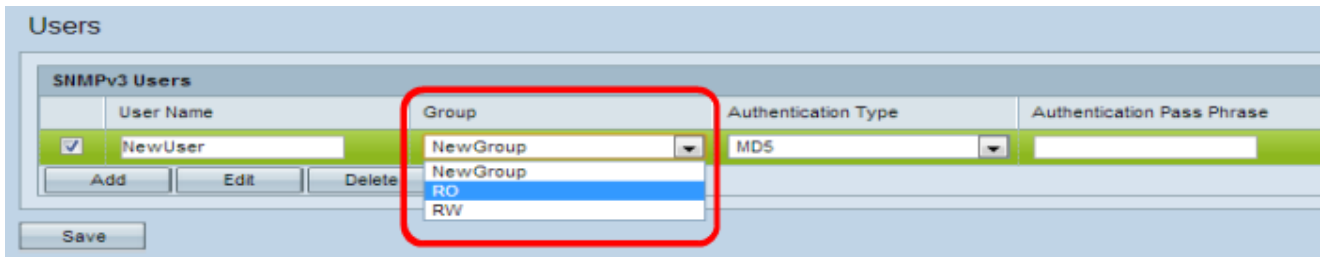 Users
SNMPv3 Users
User Name Group Authentication Type Authentication Pass Phrase
NewUser NewGroup MD5
NewGroup
Add Edit Delete RO
RW
Save